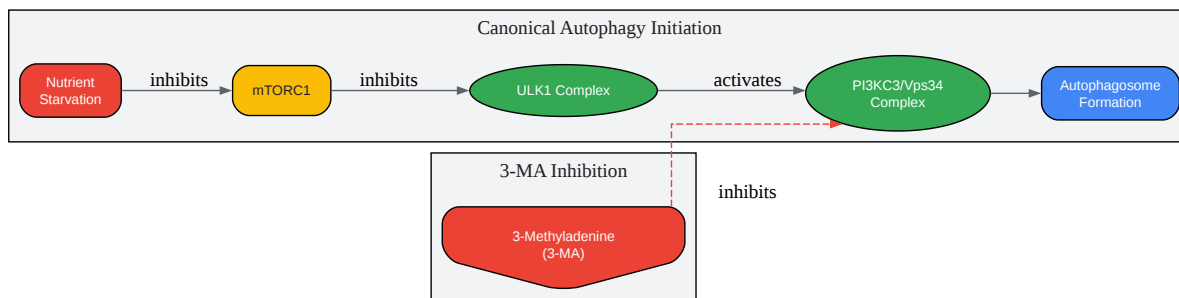 Canonical Autophagy Initiation
Nutrient
Starvation
inhibits
mTORC1
inhibits
ULK1 Complex
activates
PI3KC3/Vps34
Complex
Autophagosome
Formation
3-MA Inhibition
inhibits
3-Methyladenine
(3-MA)